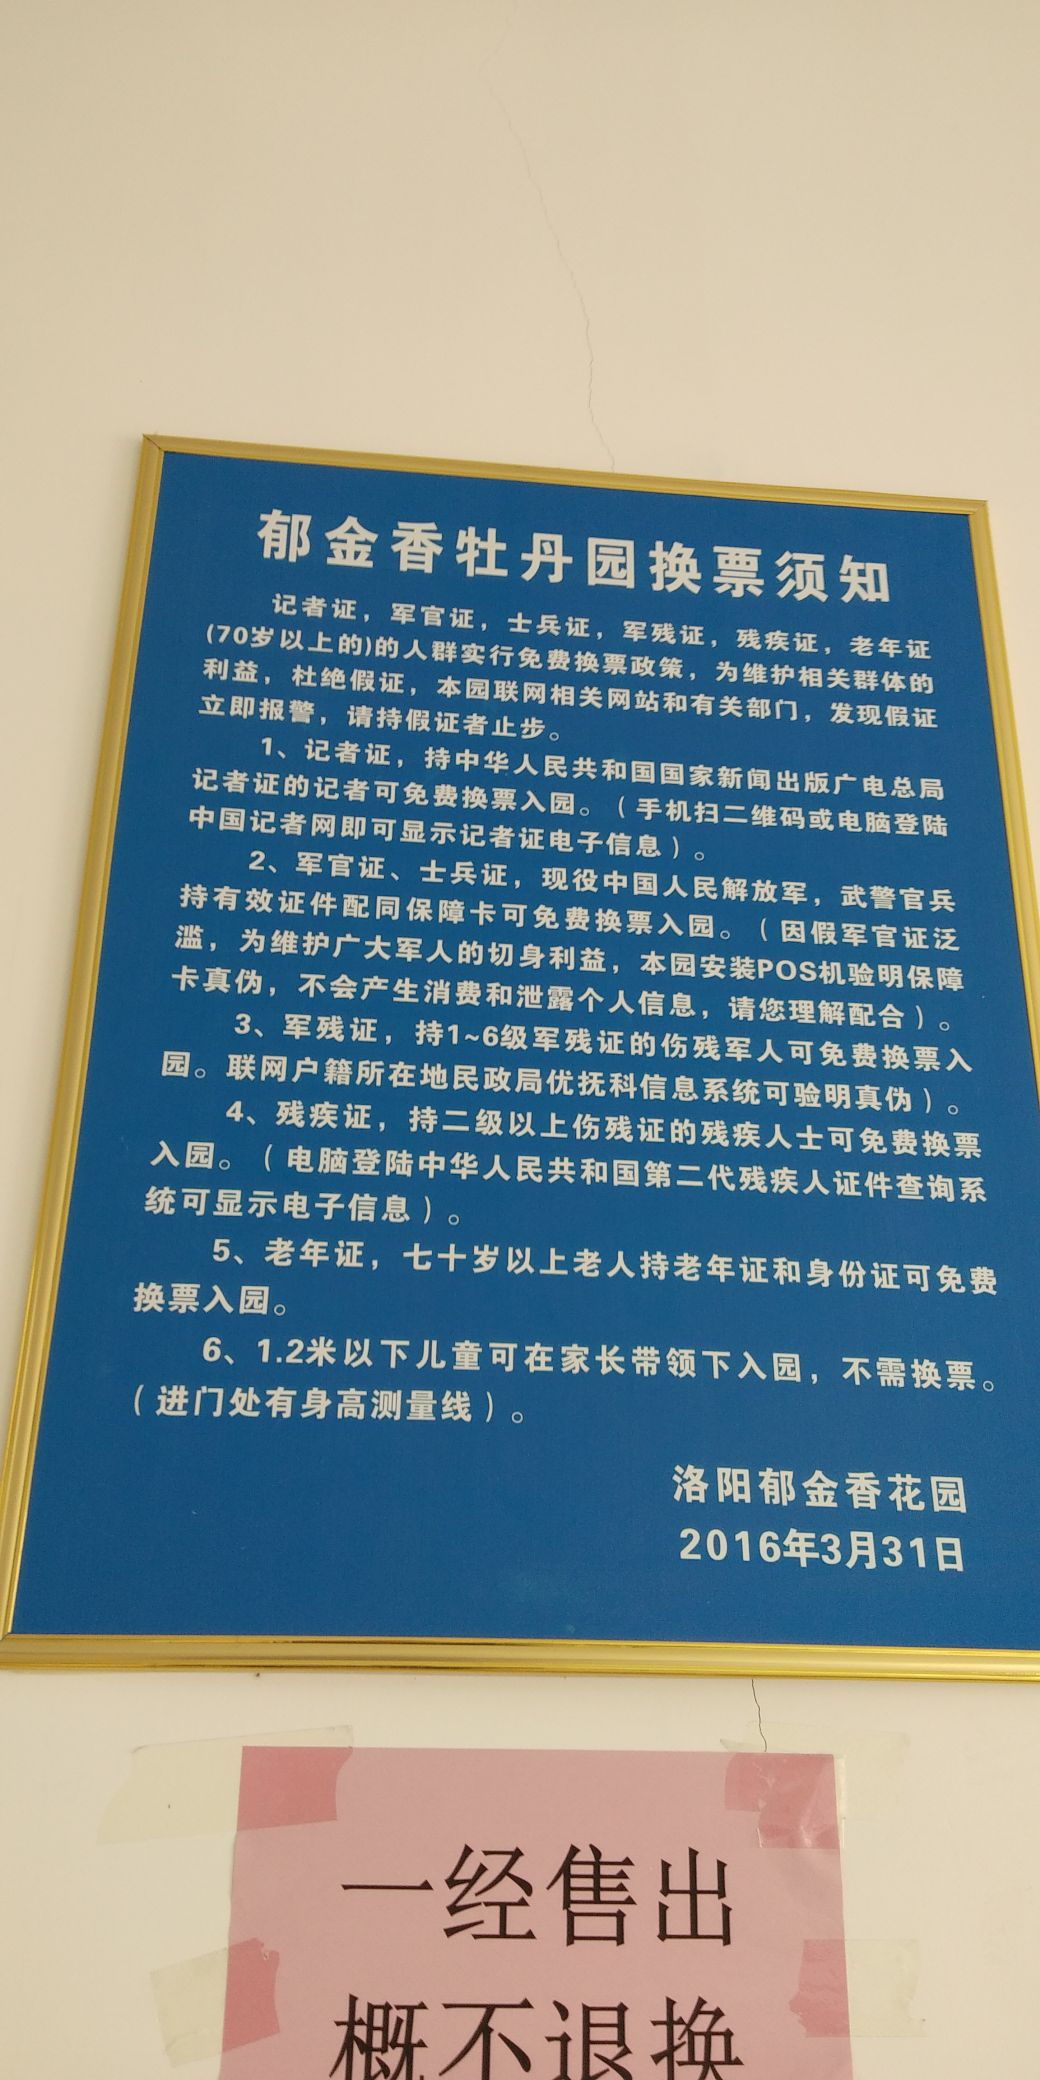 郁金香牡丹园换票须知
记者证，军官证，士兵证，军残证，残疾证，老年证
(70岁以上的)的人群实行免费换票政策，为维护相关群体的
利益，杜绝假证，本园联网相关网站和有关部门，发现假证
立即报警，请持假证者止步。
1、记者证，持中华人民共和国国家新闻出版广电总局
记者证的记者可免费换票入园。（手机扫二维码或电脑登陆
中国记者网即可显示记者证电子信息）。
2、军官证、士兵证，现役中国人民解放军，武警官兵
持有效证件配同保障卡可免费换票入园。（因假军官证泛
滥，为维护广大军人的切身利益，本园安装POS机验明保障
卡真伪，不会产生消费和泄露个人信息，请您理解配合）。
3、军残证，持1~6级军残证的伤残军人可免费换票入
园。联网户籍所在地民政局优抚科信息系统可验明真伪）。
4、残疾证，持二级以上伤残证的残疾人士可免费换票
入园。（电脑登陆中华人民共和国第二代残疾人证件查询系
统可显示电子信息）。
5、老年证，七十岁以上老人持老年证和身份证可免费
换票入园。
6、1.2米以下儿童可在家长带领下入园，不需换票。
（进门处有身高测量线）。
洛阳郁金香花园
2016年3月31日
一经售出
概不退换